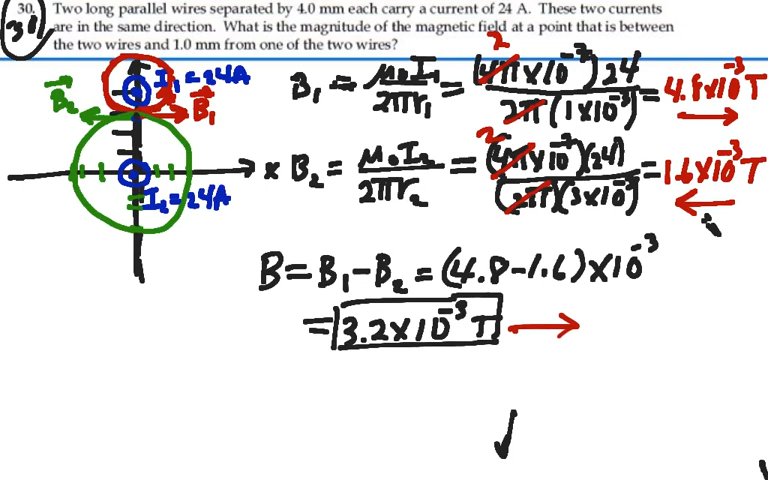 30. Two long parallel wires separated by 4.0 mm each carry a current of 24 A. These two currents
are in the same direction. What is the magnitude of the magnetic field at a point that is between
the two wires and 1.0 mm from one of the two wires?
I₁ = 24A
B₁
B₂
I₂ = 24A
x
B₁ = μ₀I₁/2πr₁ = (4π×10⁻⁷)24/2π(1×10⁻³) = 4.8×10⁻³ T
2
B₂ = μ₀I₂/2πr₂ = (4π×10⁻⁷)(24)/(2π)(3×10⁻³) = 1.6×10⁻³ T
2
B = B₁ - B₂ = (4.8 - 1.6)×10⁻³
= 3.2×10⁻³ T